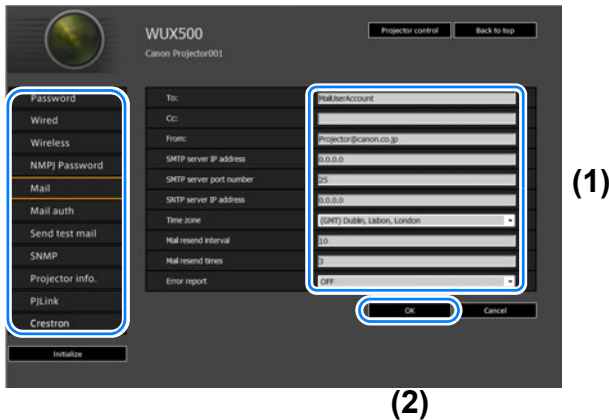 WUX500
Projector control
Back to top
Canon Projector001
Password
Wired
Wireless
NMPJ Password
Mail
Mail auth
Send test mail
SNMP
Projector info.
PJLink
Crestron
Initialize
To: MailUserAccount
Cc:
From: Projector@canon.co.jp
SMTP server IP address 0.0.0.0
SMTP server port number 25
SNTP server IP address 0.0.0.0
Time zone (GMT) Dublin, Lisbon, London
Mail resend interval 10
Mail resend times 3
Error report OFF
OK
Cancel
(1)
(2)